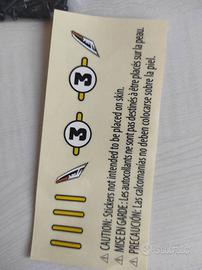 3
3
⚠ CAUTION: Stickers not intended to be placed on skin.
⚠ MISE EN GARDE: Les autocollants ne sont pas destinés à être placés sur la peau.
⚠ PRECAUCIÓN: Las calcomanías no deben colocarse sobre la piel.
subito